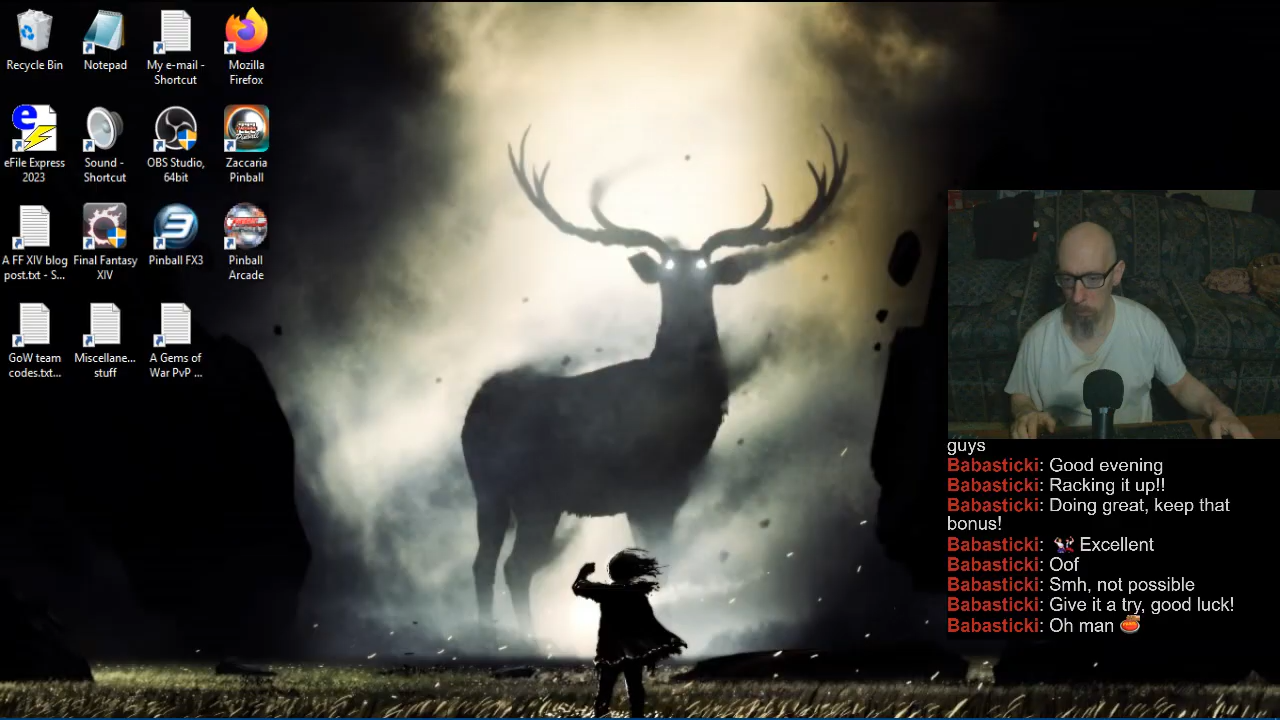 Recycle Bin
Notepad
My e-mail - Shortcut
Mozilla Firefox
eFile Express 2023
Sound - Shortcut
OBS Studio, 64bit
Zaccaria Pinball
A FF XIV blog post.txt - S...
Final Fantasy XIV
Pinball FX3
Pinball Arcade
GoW team codes.txt...
Miscellane... stuff
A Gems of War PvP ...
guys
Babasticki: Good evening
Babasticki: Racking it up!!
Babasticki: Doing great, keep that
bonus!
Babasticki: Excellent
Babasticki: Oof
Babasticki: Smh, not possible
Babasticki: Give it a try, good luck!
Babasticki: Oh man